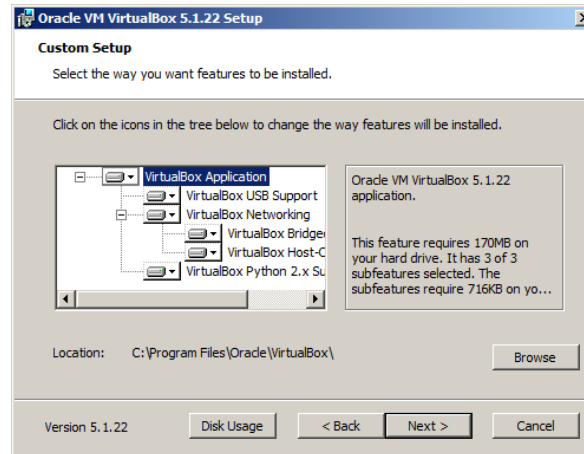 Oracle VM VirtualBox 5.1.22 Setup
Custom Setup
Select the way you want features to be installed.
Click on the icons in the tree below to change the way features will be installed.
VirtualBox Application
VirtualBox USB Support
VirtualBox Networking
VirtualBox Bridge
VirtualBox Host-C
VirtualBox Python 2.x Su
Oracle VM VirtualBox 5.1.22
application.
This feature requires 170MB on
your hard drive. It has 3 of 3
subfeatures selected. The
subfeatures require 716KB on yo...
Location:
C:\Program Files\Oracle\VirtualBox\
Browse
Version 5.1.22
Disk Usage
< Back
Next >
Cancel